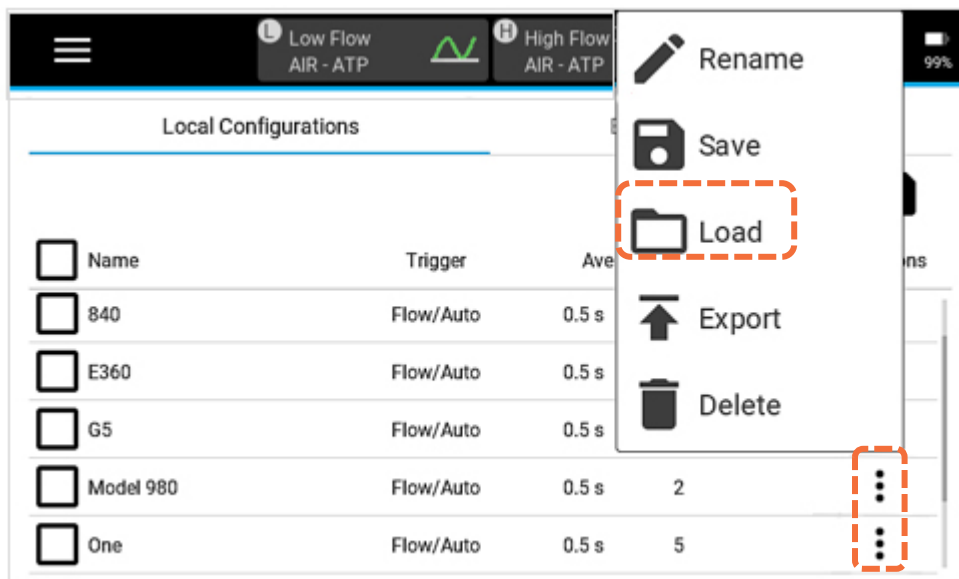 L Low Flow
AIR - ATP
H High Flow
AIR - ATP
99%
Rename
Save
Load
Export
Delete
Local Configurations
Name Trigger Ave ons
840 Flow/Auto 0.5 s
E360 Flow/Auto 0.5 s
G5 Flow/Auto 0.5 s
Model 980 Flow/Auto 0.5 s 2
One Flow/Auto 0.5 s 5